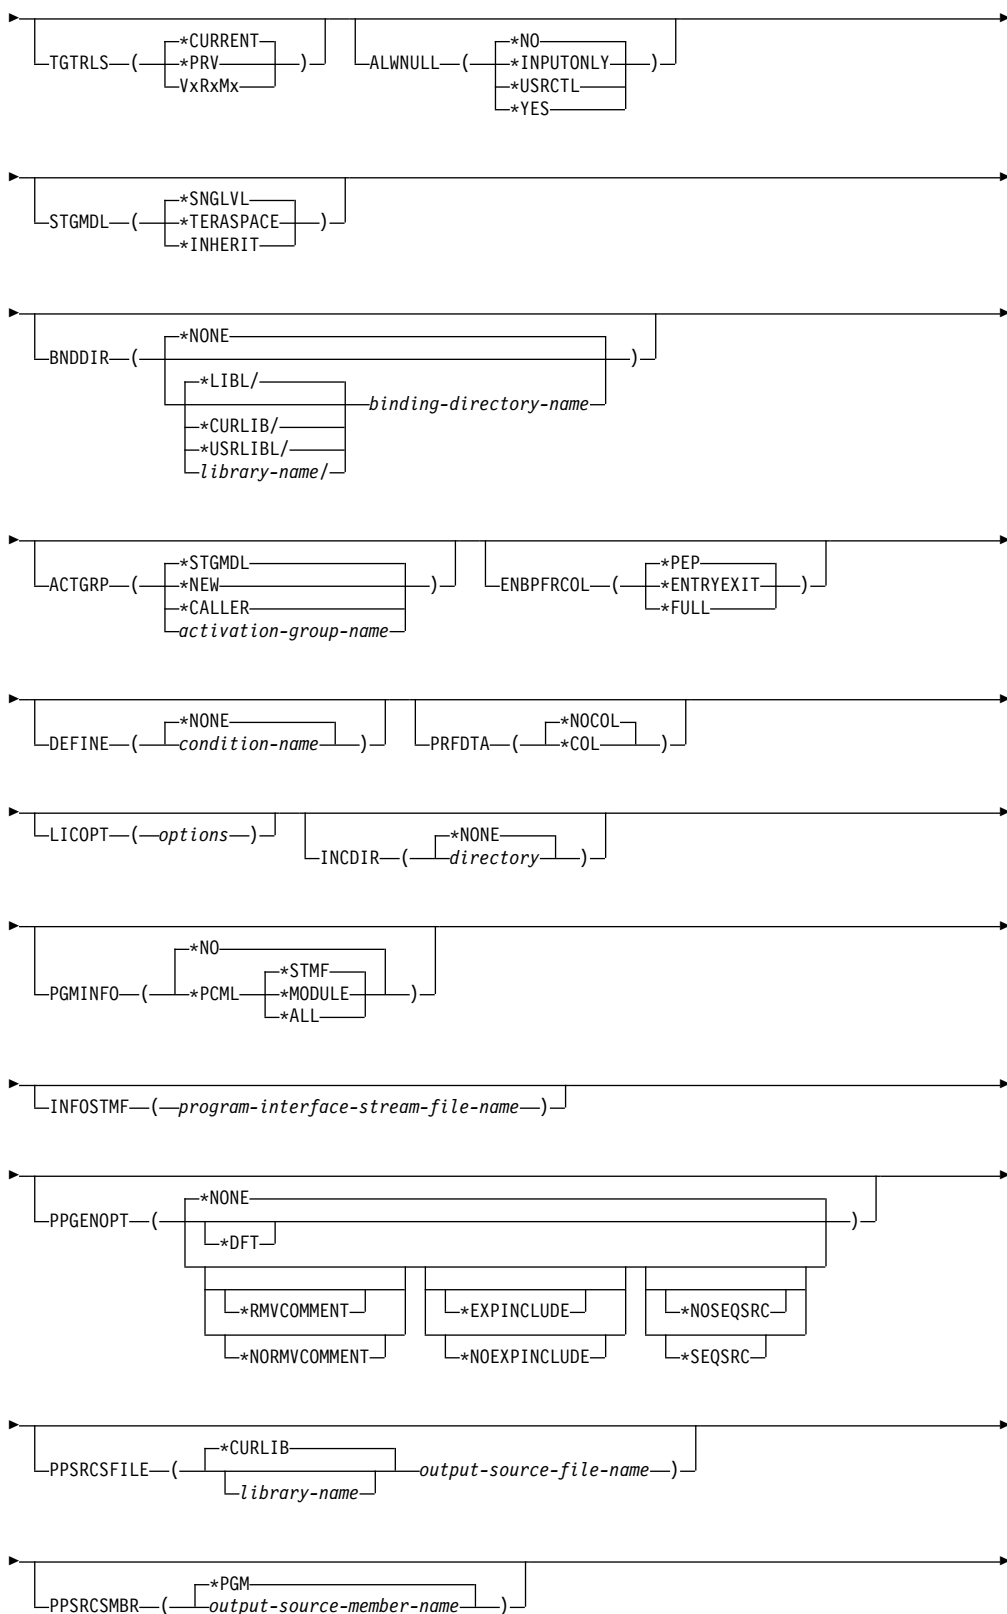 *CURRENT
TGTRLS ( *PRV )
VxRxMx
*NO
ALWNULL ( *INPUTONLY )
*USRCTL
*YES
*SNGLVL
STGMDL ( *TERASPACE )
*INHERIT
*NONE
BNDDIR ( )
*LIBL/
binding-directory-name
*CURLIB/
*USRLIBL/
library-name/
*STGMDL
ACTGRP ( *NEW )
*CALLER
activation-group-name
*PEP
ENBPFRCOL ( *ENTRYEXIT )
*FULL
*NONE
DEFINE ( condition-name )
*NOCOL
PRFDTA ( *COL )
LICOPT ( options )
*NONE
INCDIR ( directory )
*NO
*STMF
PGMINFO ( *PCML *MODULE )
*ALL
INFOSTMF ( program-interface-stream-file-name )
*NONE
PPGENOPT ( )
*DFT
*RMVCOMMENT *EXPINCLUDE *NOSEQSRC
*NORMVCOMMENT *NOEXPINCLUDE *SEQSRC
*CURLIB
PPSRCSFILE ( output-source-file-name )
library-name
*PGM
PPSRCSMBR ( output-source-member-name )